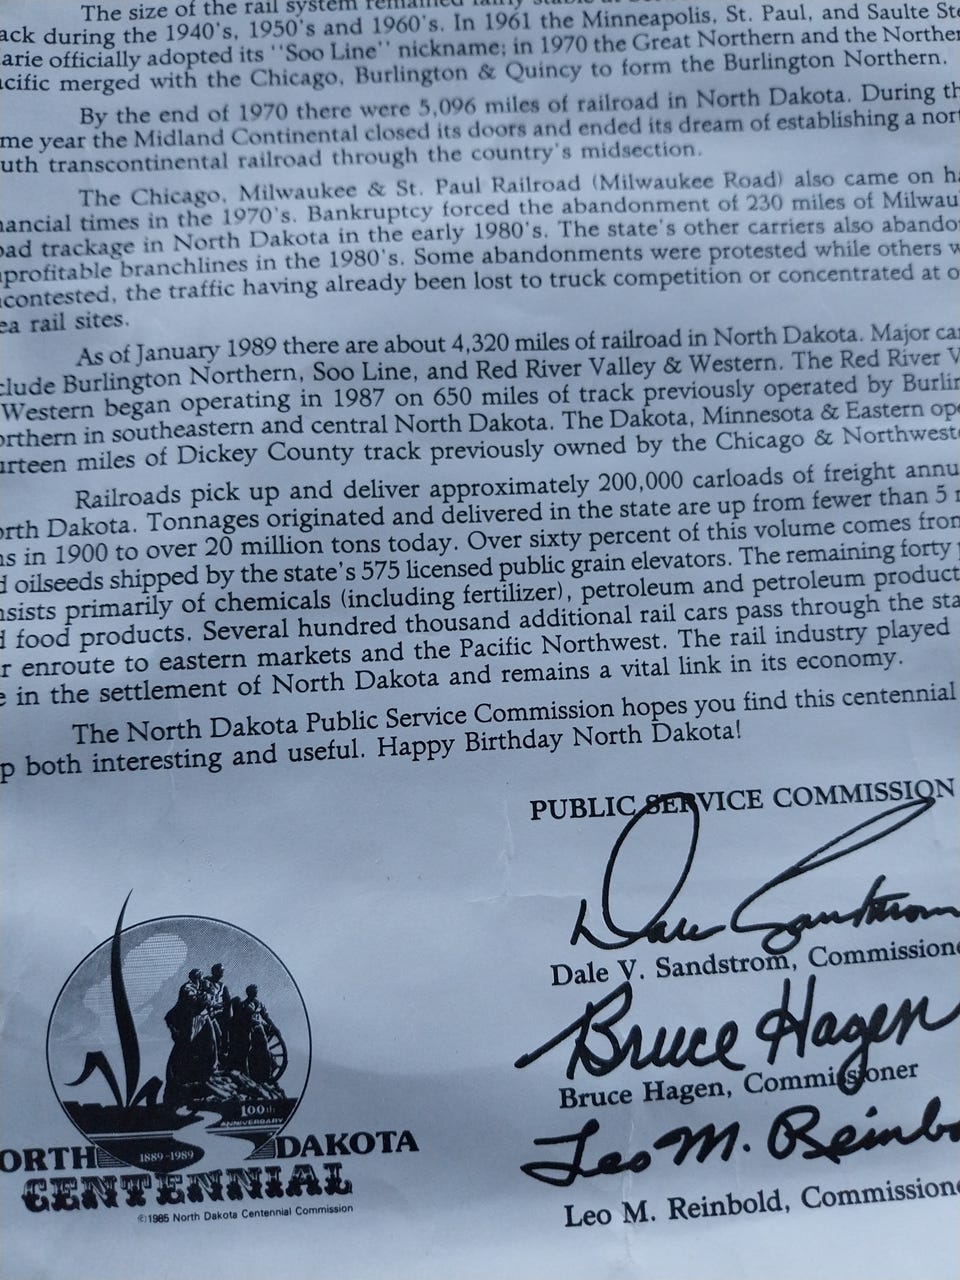 The size of the rail system remained fairly stable at
ack during the 1940's, 1950's and 1960's. In 1961 the Minneapolis, St. Paul, and Saulte Ste
arie officially adopted its "Soo Line" nickname; in 1970 the Great Northern and the Norther
cific merged with the Chicago, Burlington & Quincy to form the Burlington Northern.
By the end of 1970 there were 5,096 miles of railroad in North Dakota. During th
me year the Midland Continental closed its doors and ended its dream of establishing a nort
uth transcontinental railroad through the country's midsection.
The Chicago, Milwaukee & St. Paul Railroad (Milwaukee Road) also came on ha
nancial times in the 1970's. Bankruptcy forced the abandonment of 230 miles of Milwau
oad trackage in North Dakota in the early 1980's. The state's other carriers also abando
nprofitable branchlines in the 1980's. Some abandonments were protested while others w
ncontested, the traffic having already been lost to truck competition or concentrated at o
ea rail sites.
As of January 1989 there are about 4,320 miles of railroad in North Dakota. Major car
clude Burlington Northern, Soo Line, and Red River Valley & Western. The Red River V
Western began operating in 1987 on 650 miles of track previously operated by Burlin
orthern in southeastern and central North Dakota. The Dakota, Minnesota & Eastern ope
urteen miles of Dickey County track previously owned by the Chicago & Northweste
Railroads pick up and deliver approximately 200,000 carloads of freight annu
orth Dakota. Tonnages originated and delivered in the state are up from fewer than 5 m
ns in 1900 to over 20 million tons today. Over sixty percent of this volume comes from
d oilseeds shipped by the state's 575 licensed public grain elevators. The remaining forty p
nsists primarily of chemicals (including fertilizer), petroleum and petroleum product
d food products. Several hundred thousand additional rail cars pass through the sta
r enroute to eastern markets and the Pacific Northwest. The rail industry played
e in the settlement of North Dakota and remains a vital link in its economy.
The North Dakota Public Service Commission hopes you find this centennial
p both interesting and useful. Happy Birthday North Dakota!
PUBLIC SERVICE COMMISSION
Dale Sandstrom
Dale V. Sandstrom, Commissione
Bruce Hagen
Bruce Hagen, Commissioner
Leo M. Reinbo
Leo M. Reinbold, Commissione
100th
ANNIVERSARY
ORTH DAKOTA
1889-1989
CENTENNIAL
©1985 North Dakota Centennial Commission